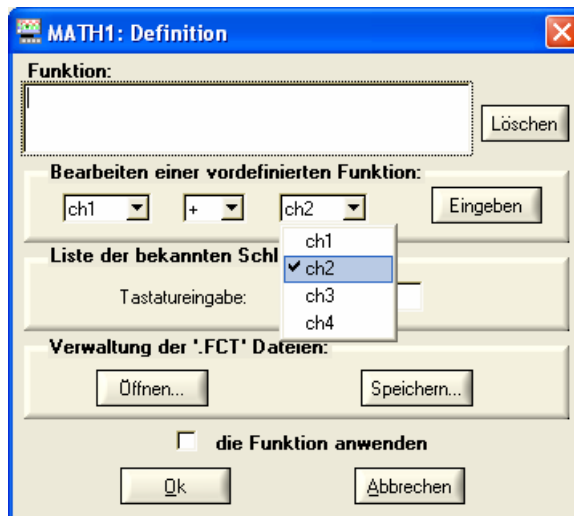 MATH1: Definition
Funktion:
Löschen
Bearbeiten einer vordefinierten Funktion:
ch1 + ch2 Eingeben
ch1
Liste der bekannten
ch2
Tastatureingabe:
ch3
ch4
Verwaltung der '.FCT' Dateien:
Öffnen... Speichern...
die Funktion anwenden
Ok Abbrechen